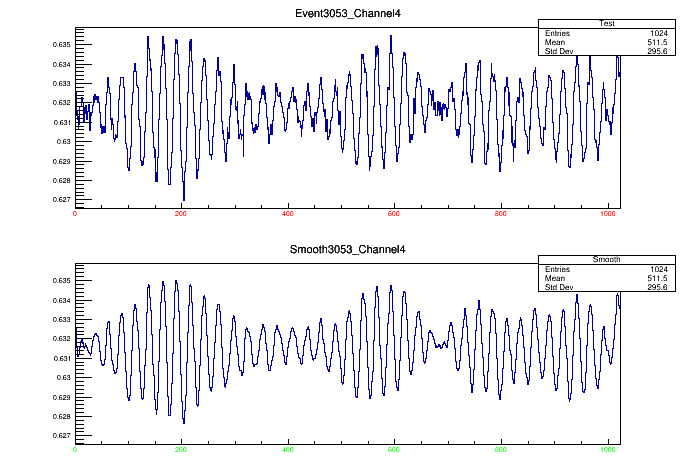 Event3053_Channel4
Test
Entries 1024
Mean 511.5
Std Dev 295.6
0.635
0.634
0.633
0.632
0.631
0.63
0.629
0.628
0.627
0 200 400 600 800 1000
Smooth3053_Channel4
Smooth
Entries 1024
Mean 511.5
Std Dev 295.6
0.635
0.634
0.633
0.632
0.631
0.63
0.629
0.628
0.627
0 200 400 600 800 1000